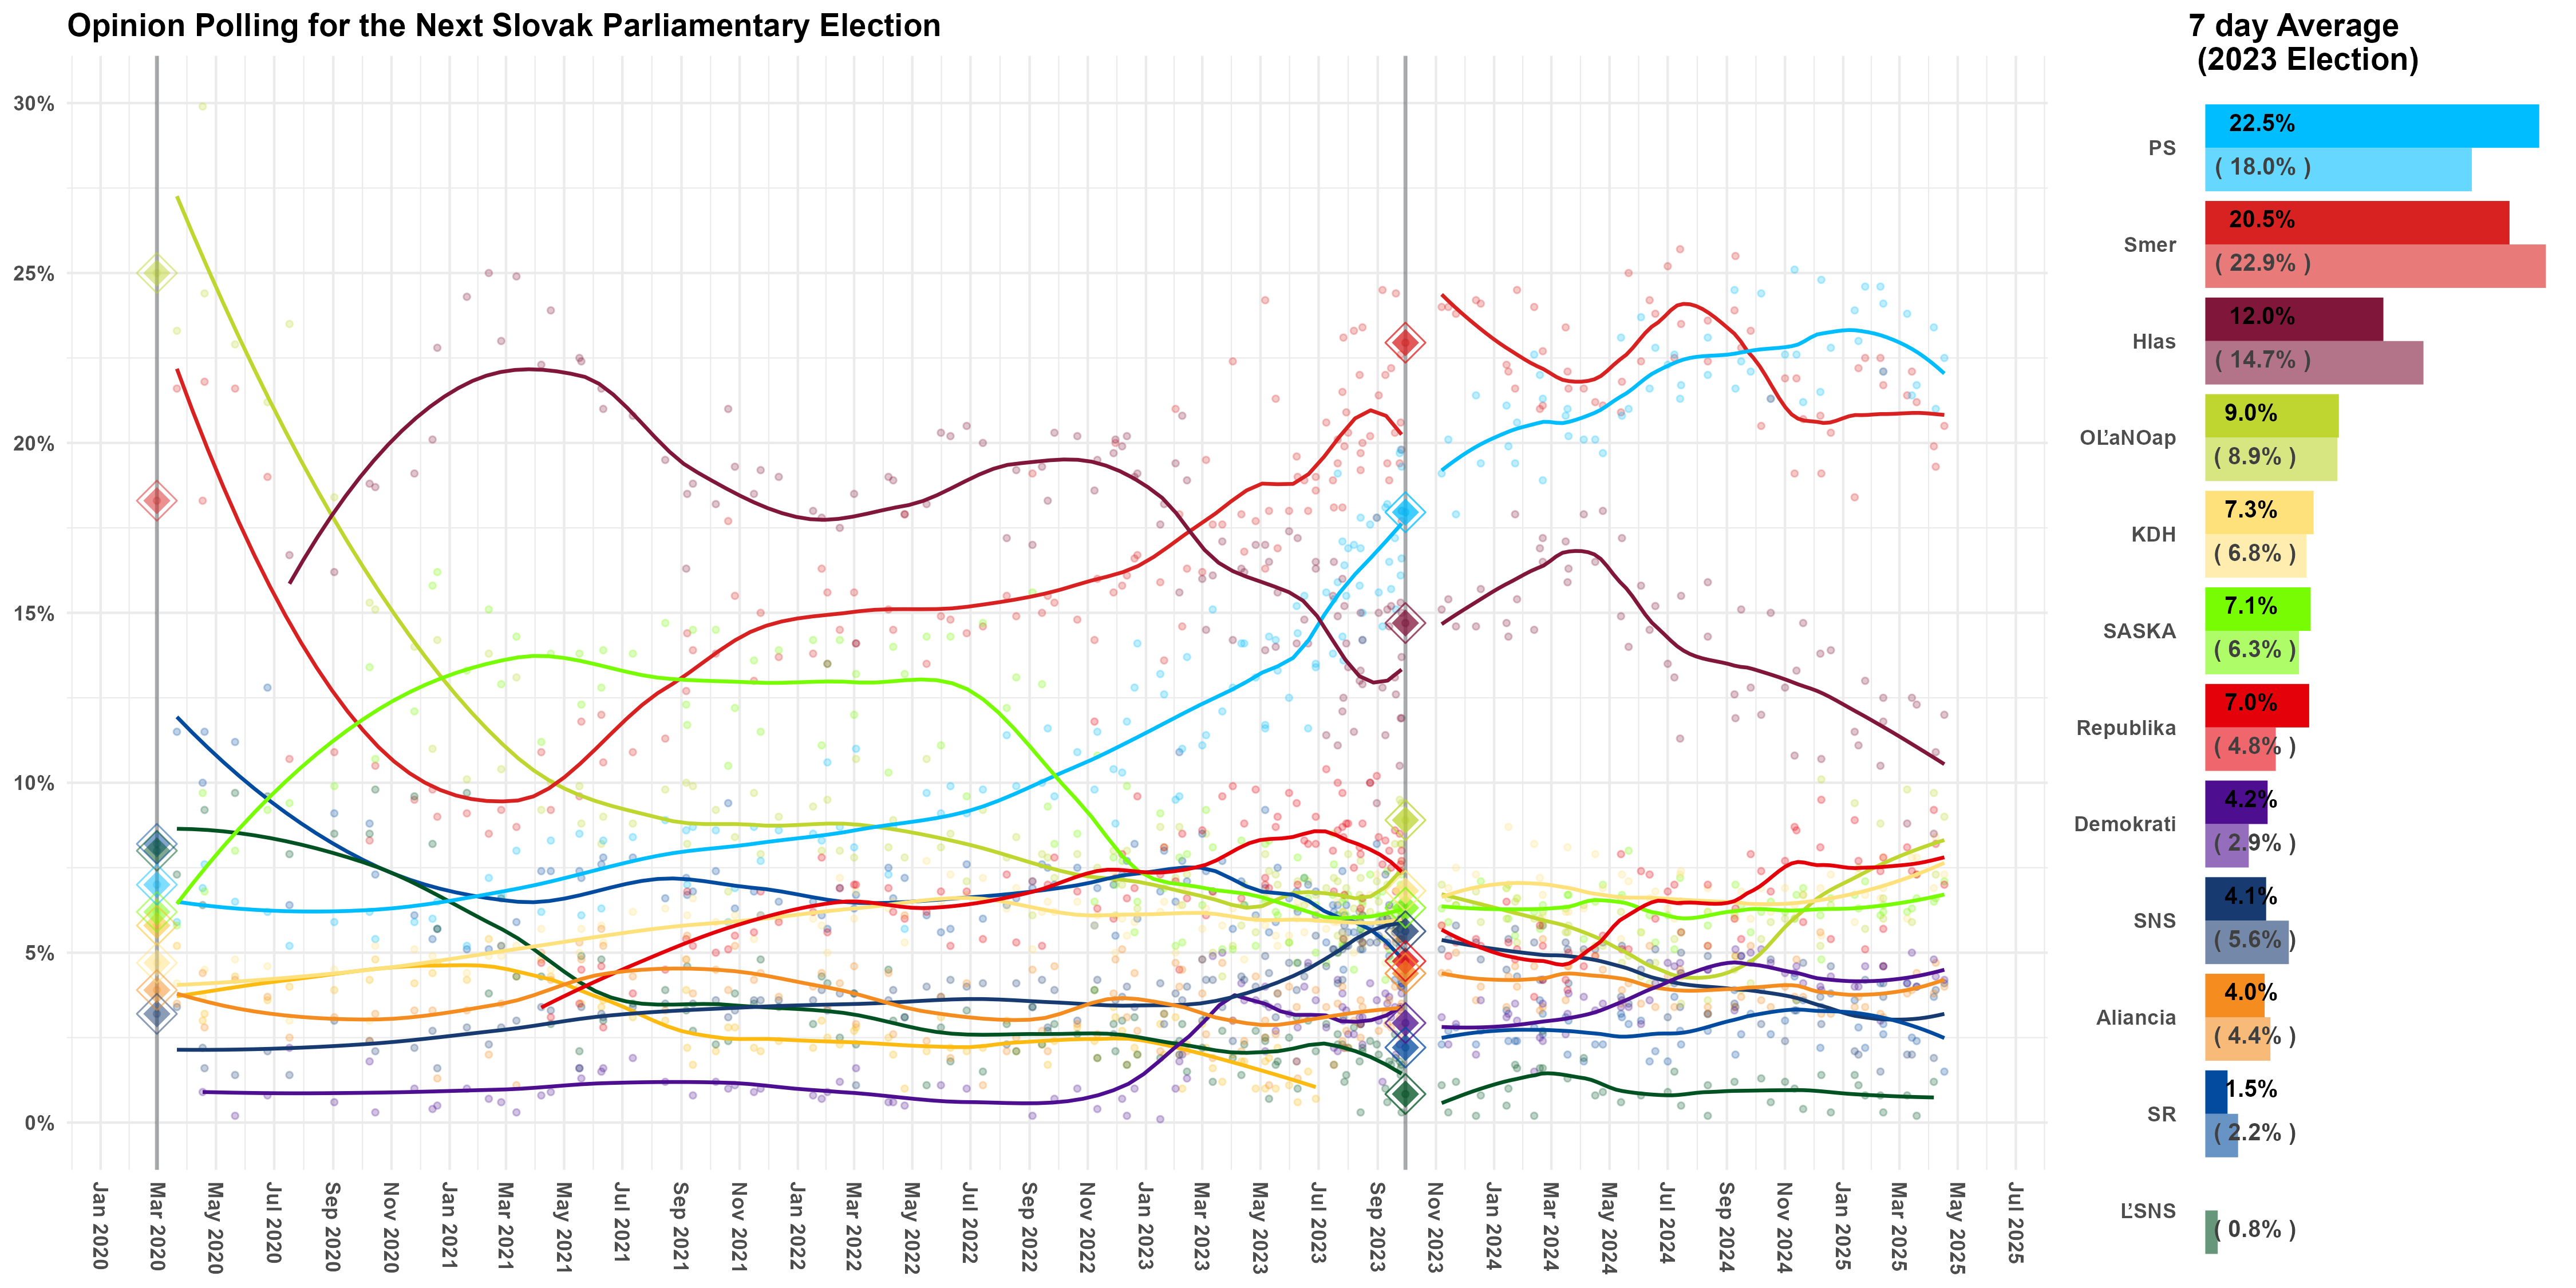 Opinion Polling for the Next Slovak Parliamentary Election
7 day Average
(2023 Election)
30%
25%
20%
15%
10%
5%
0%
Jan 2020
Mar 2020
May 2020
Jul 2020
Sep 2020
Nov 2020
Jan 2021
Mar 2021
May 2021
Jul 2021
Sep 2021
Nov 2021
Jan 2022
Mar 2022
May 2022
Jul 2022
Sep 2022
Nov 2022
Jan 2023
Mar 2023
May 2023
Jul 2023
Sep 2023
Nov 2023
Jan 2024
Mar 2024
May 2024
Jul 2024
Sep 2024
Nov 2024
Jan 2025
Mar 2025
May 2025
Jul 2025
PS
22.5%
( 18.0% )
Smer
20.5%
( 22.9% )
Hlas
12.0%
( 14.7% )
OĽaNOap
9.0%
( 8.9% )
KDH
7.3%
( 6.8% )
SASKA
7.1%
( 6.3% )
Republika
7.0%
( 4.8% )
Demokrati
4.2%
( 2.9% )
SNS
4.1%
( 5.6% )
Aliancia
4.0%
( 4.4% )
SR
1.5%
( 2.2% )
ĽSNS
( 0.8% )